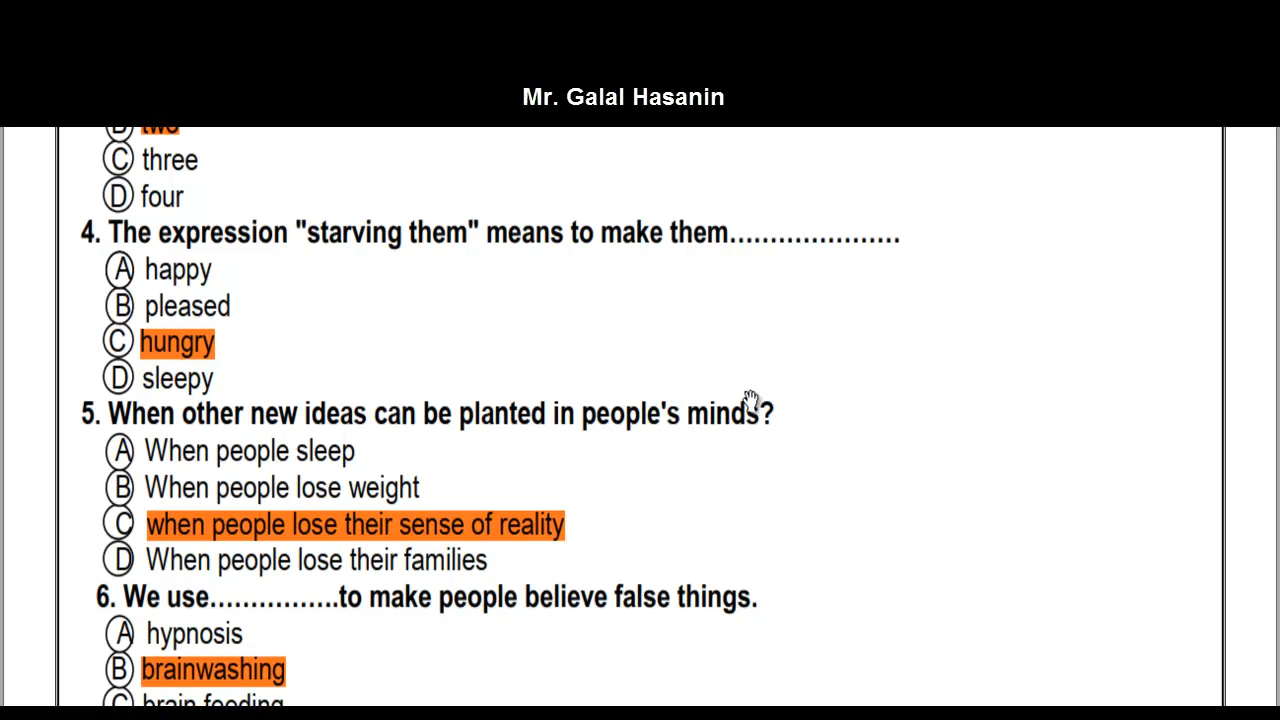 Mr. Galal Hasanin
B two
C three
D four
4. The expression "starving them" means to make them.....................
A happy
B pleased
C hungry
D sleepy
5. When other new ideas can be planted in people's minds?
A When people sleep
B When people lose weight
C when people lose their sense of reality
D When people lose their families
6. We use................to make people believe false things.
A hypnosis
B brainwashing
C brain feeding